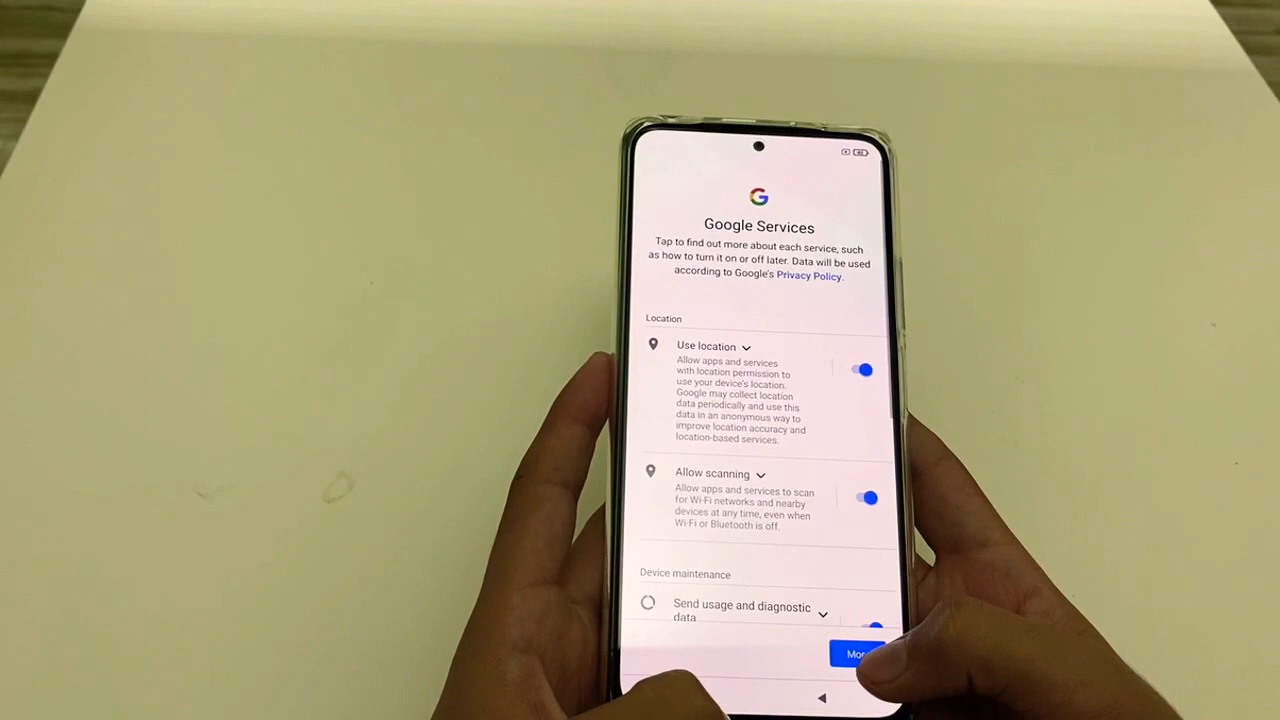 Google Services
Tap to find out more about each service, such
as how to turn it on or off later. Data will be used
according to Google's Privacy Policy.
Location
Use location
Allow apps and services
with location permission to
use your device's location.
Google may collect location
data periodically and use this
data in an anonymous way to
improve location accuracy and
location-based services.
Allow scanning
Allow apps and services to scan
for Wi-Fi networks and nearby
devices at any time, even when
Wi-Fi or Bluetooth is off.
Device maintenance
Send usage and diagnostic
data